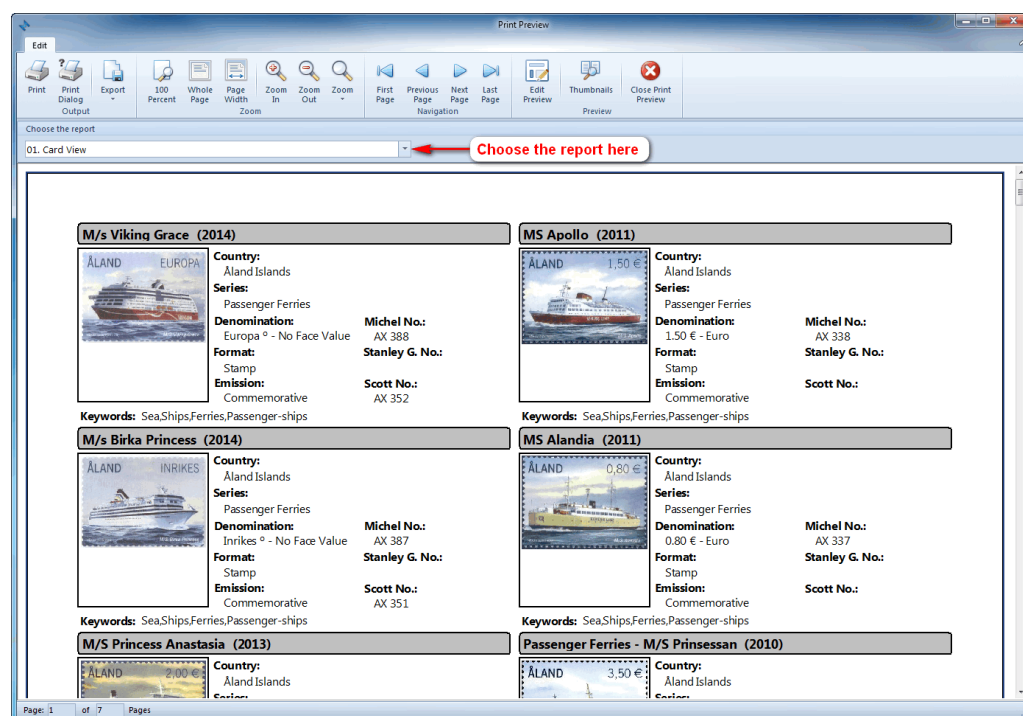 Print Preview
Edit
Print
Print Dialog
Export
Output
100 Percent
Whole Page
Page Width
Zoom In
Zoom Out
Zoom
Zoom
First Page
Previous Page
Next Page
Last Page
Navigation
Edit Preview
Thumbnails
Close Print Preview
Preview
Choose the report
01. Card View
Choose the report here
M/s Viking Grace (2014)
ÅLAND EUROPA
Country:
Åland Islands
Series:
Passenger Ferries
Denomination: Michel No.:
Europa º - No Face Value AX 388
Format: Stanley G. No.:
Stamp
Emission: Scott No.:
Commemorative AX 352
Keywords: Sea,Ships,Ferries,Passenger-ships
MS Apollo (2011)
ÅLAND 1,50 €
VIKING LINE
Country:
Åland Islands
Series:
Passenger Ferries
Denomination: Michel No.:
1.50 € - Euro AX 338
Format: Stanley G. No.:
Stamp
Emission: Scott No.:
Commemorative
Keywords: Sea,Ships,Ferries,Passenger-ships
M/s Birka Princess (2014)
ÅLAND INRIKES
M/S Birka Princess
Country:
Åland Islands
Series:
Passenger Ferries
Denomination: Michel No.:
Inrikes º - No Face Value AX 387
Format: Stanley G. No.:
Stamp
Emission: Scott No.:
Commemorative AX 351
Keywords: Sea,Ships,Ferries,Passenger-ships
MS Alandia (2011)
ÅLAND 0,80 €
Country:
Åland Islands
Series:
Passenger Ferries
Denomination: Michel No.:
0.80 € - Euro AX 337
Format: Stanley G. No.:
Stamp
Emission: Scott No.:
Commemorative
Keywords: Sea,Ships,Ferries,Passenger-ships
M/S Princess Anastasia (2013)
ÅLAND 2,00 €
Country:
Åland Islands
Series:
Passenger Ferries - M/S Prinsessan (2010)
ÅLAND 3,50 €
Country:
Åland Islands
Series:
Page: 1 of 7 Pages